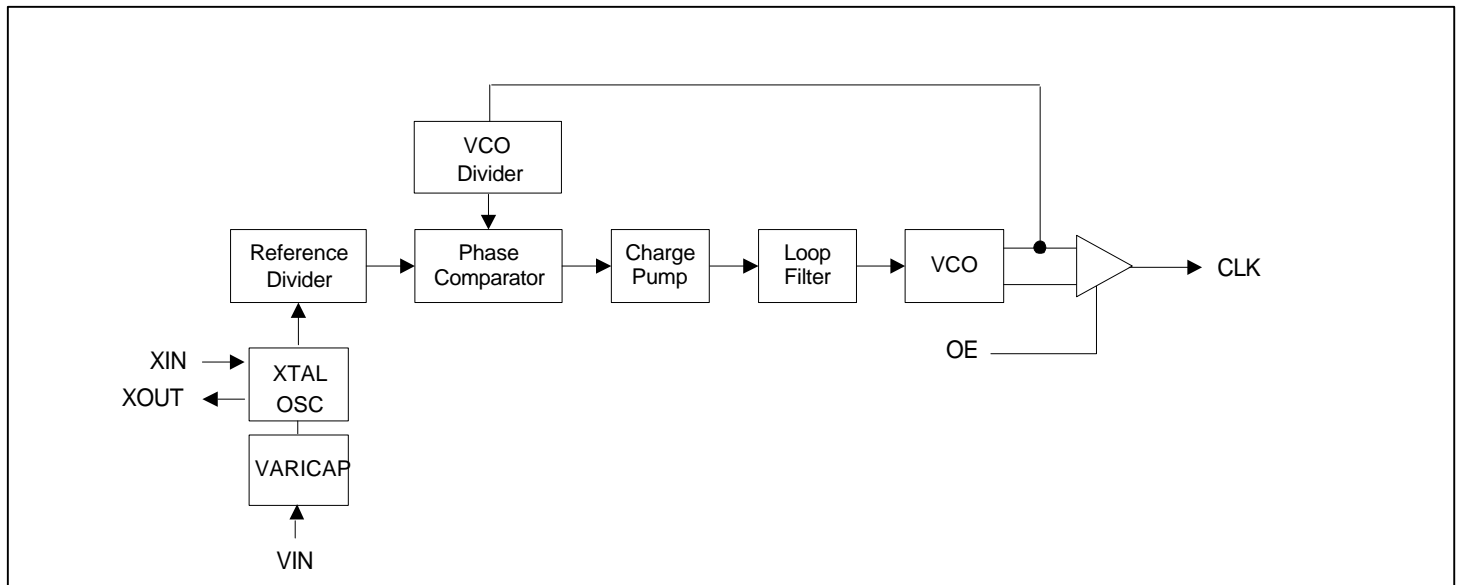 VCO
Divider
Reference
Divider
Phase
Comparator
Charge
Pump
Loop
Filter
VCO
CLK
OE
XIN
XOUT
XTAL
OSC
VARICAP
VIN